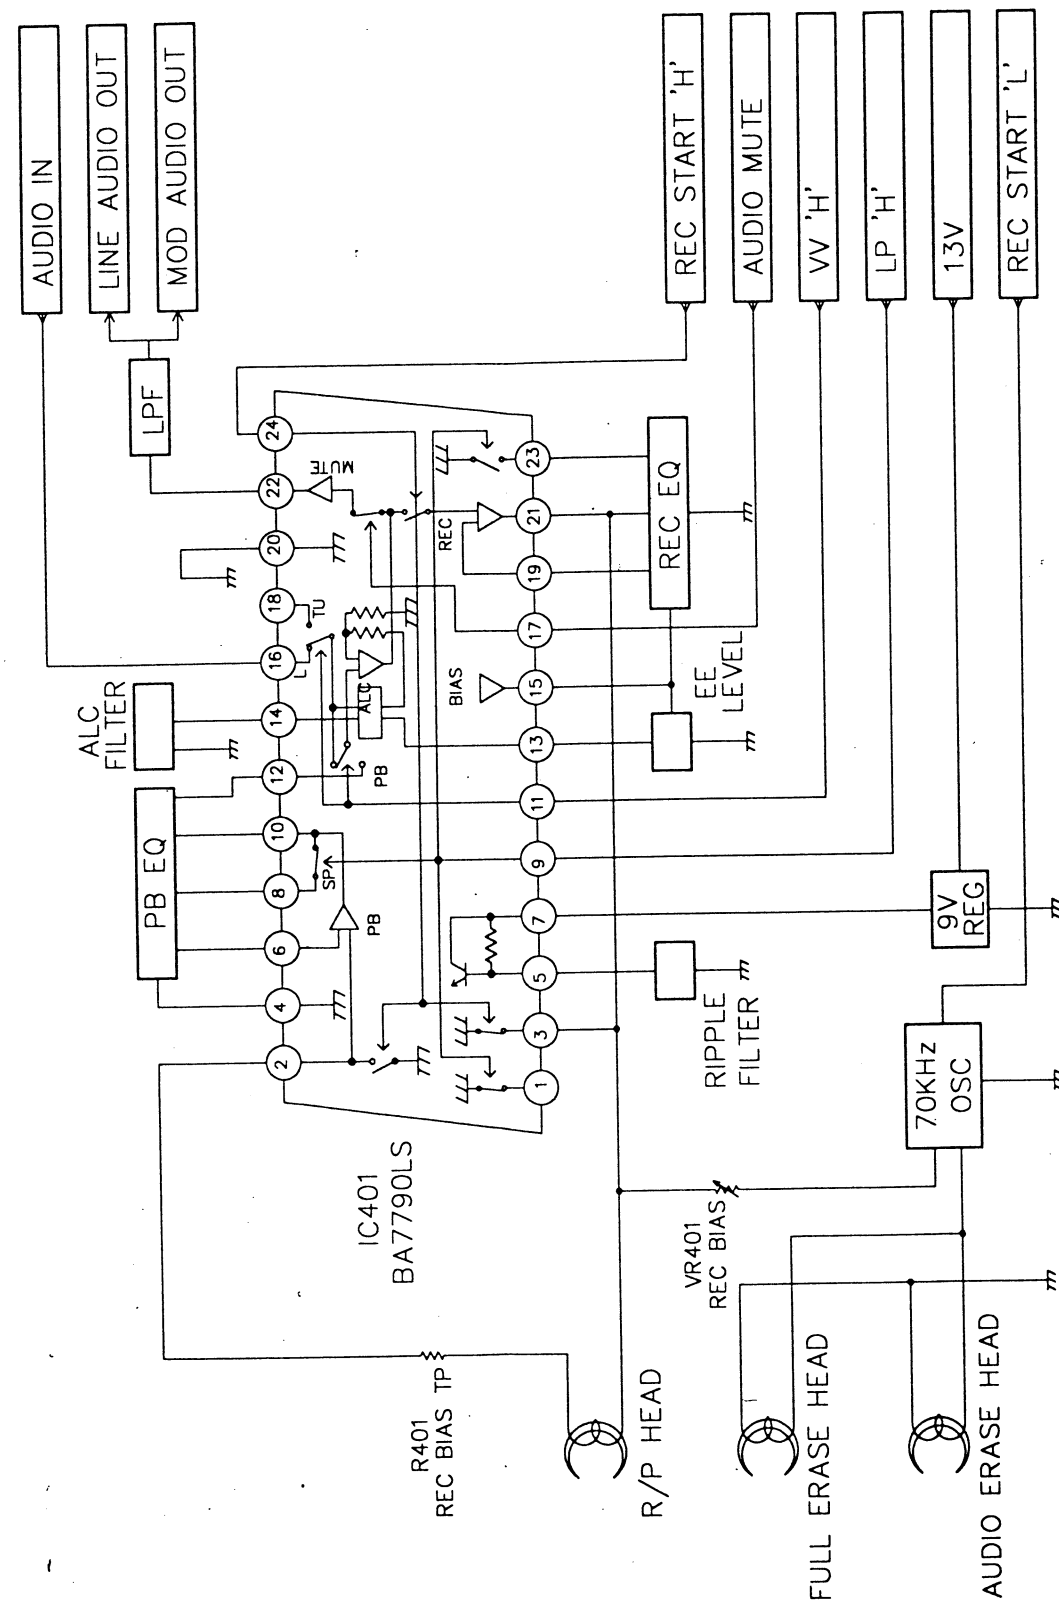 AUDIO IN
LINE AUDIO OUT
MOD AUDIO OUT
LPF
ALC
FILTER
PB EQ
24
22
20
18
16
14
12
10
8
6
4
2
MUTE
TU
L
ALC
PB
SP
PB
REC
BIAS
23
21
19
17
15
13
11
9
7
5
3
1
IC401
BA7790LS
REC EQ
EE
LEVEL
RIPPLE
FILTER
REC START 'H'
AUDIO MUTE
VV 'H'
LP 'H'
13V
REC START 'L'
9V
REG
70KHz
OSC
VR401
REC BIAS
R401
REC BIAS TP
R/P HEAD
FULL ERASE HEAD
AUDIO ERASE HEAD